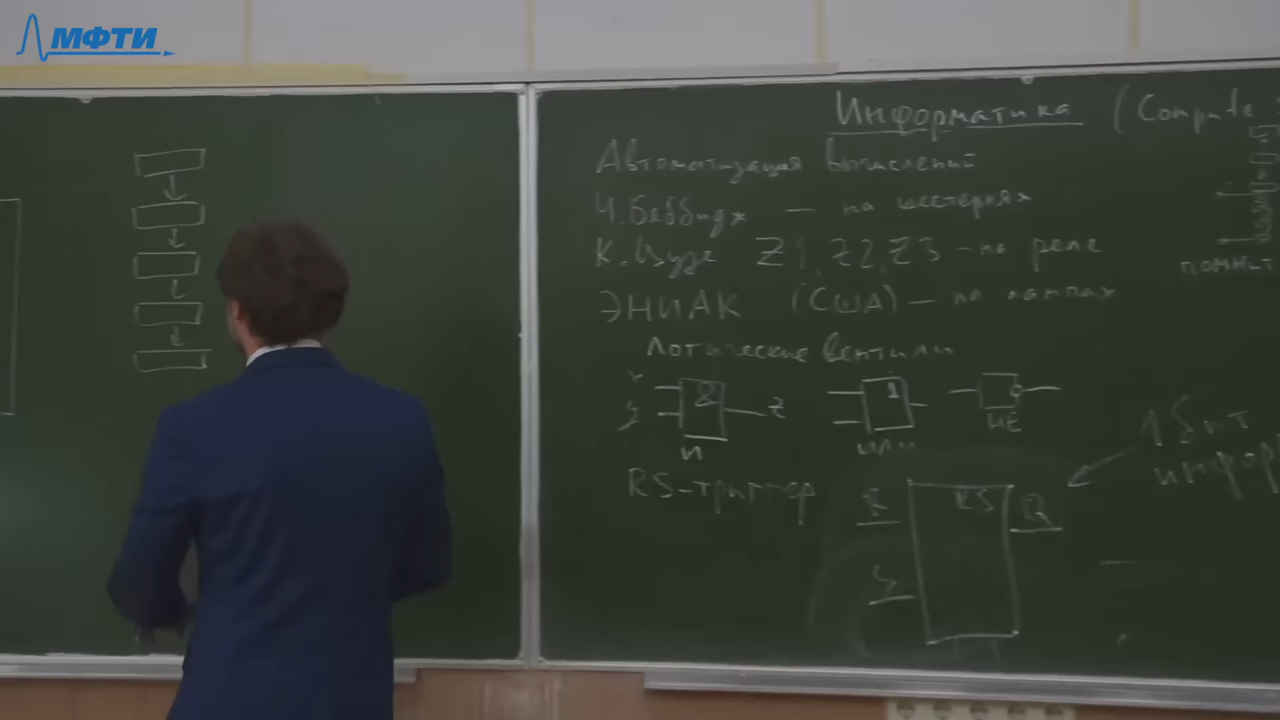 МФТИ
Информатика (Compute
Автоматизация вычислений
Ч. Беббидж — на шестернях
К. Цузе Z1, Z2, Z3 - на реле
ЭНИАК (США) — на лампах
помнит
Логические вентили
& Z
1
И
ИЛИ
НЕ
1 бит
инфор
RS-триггер
R RS Q
S